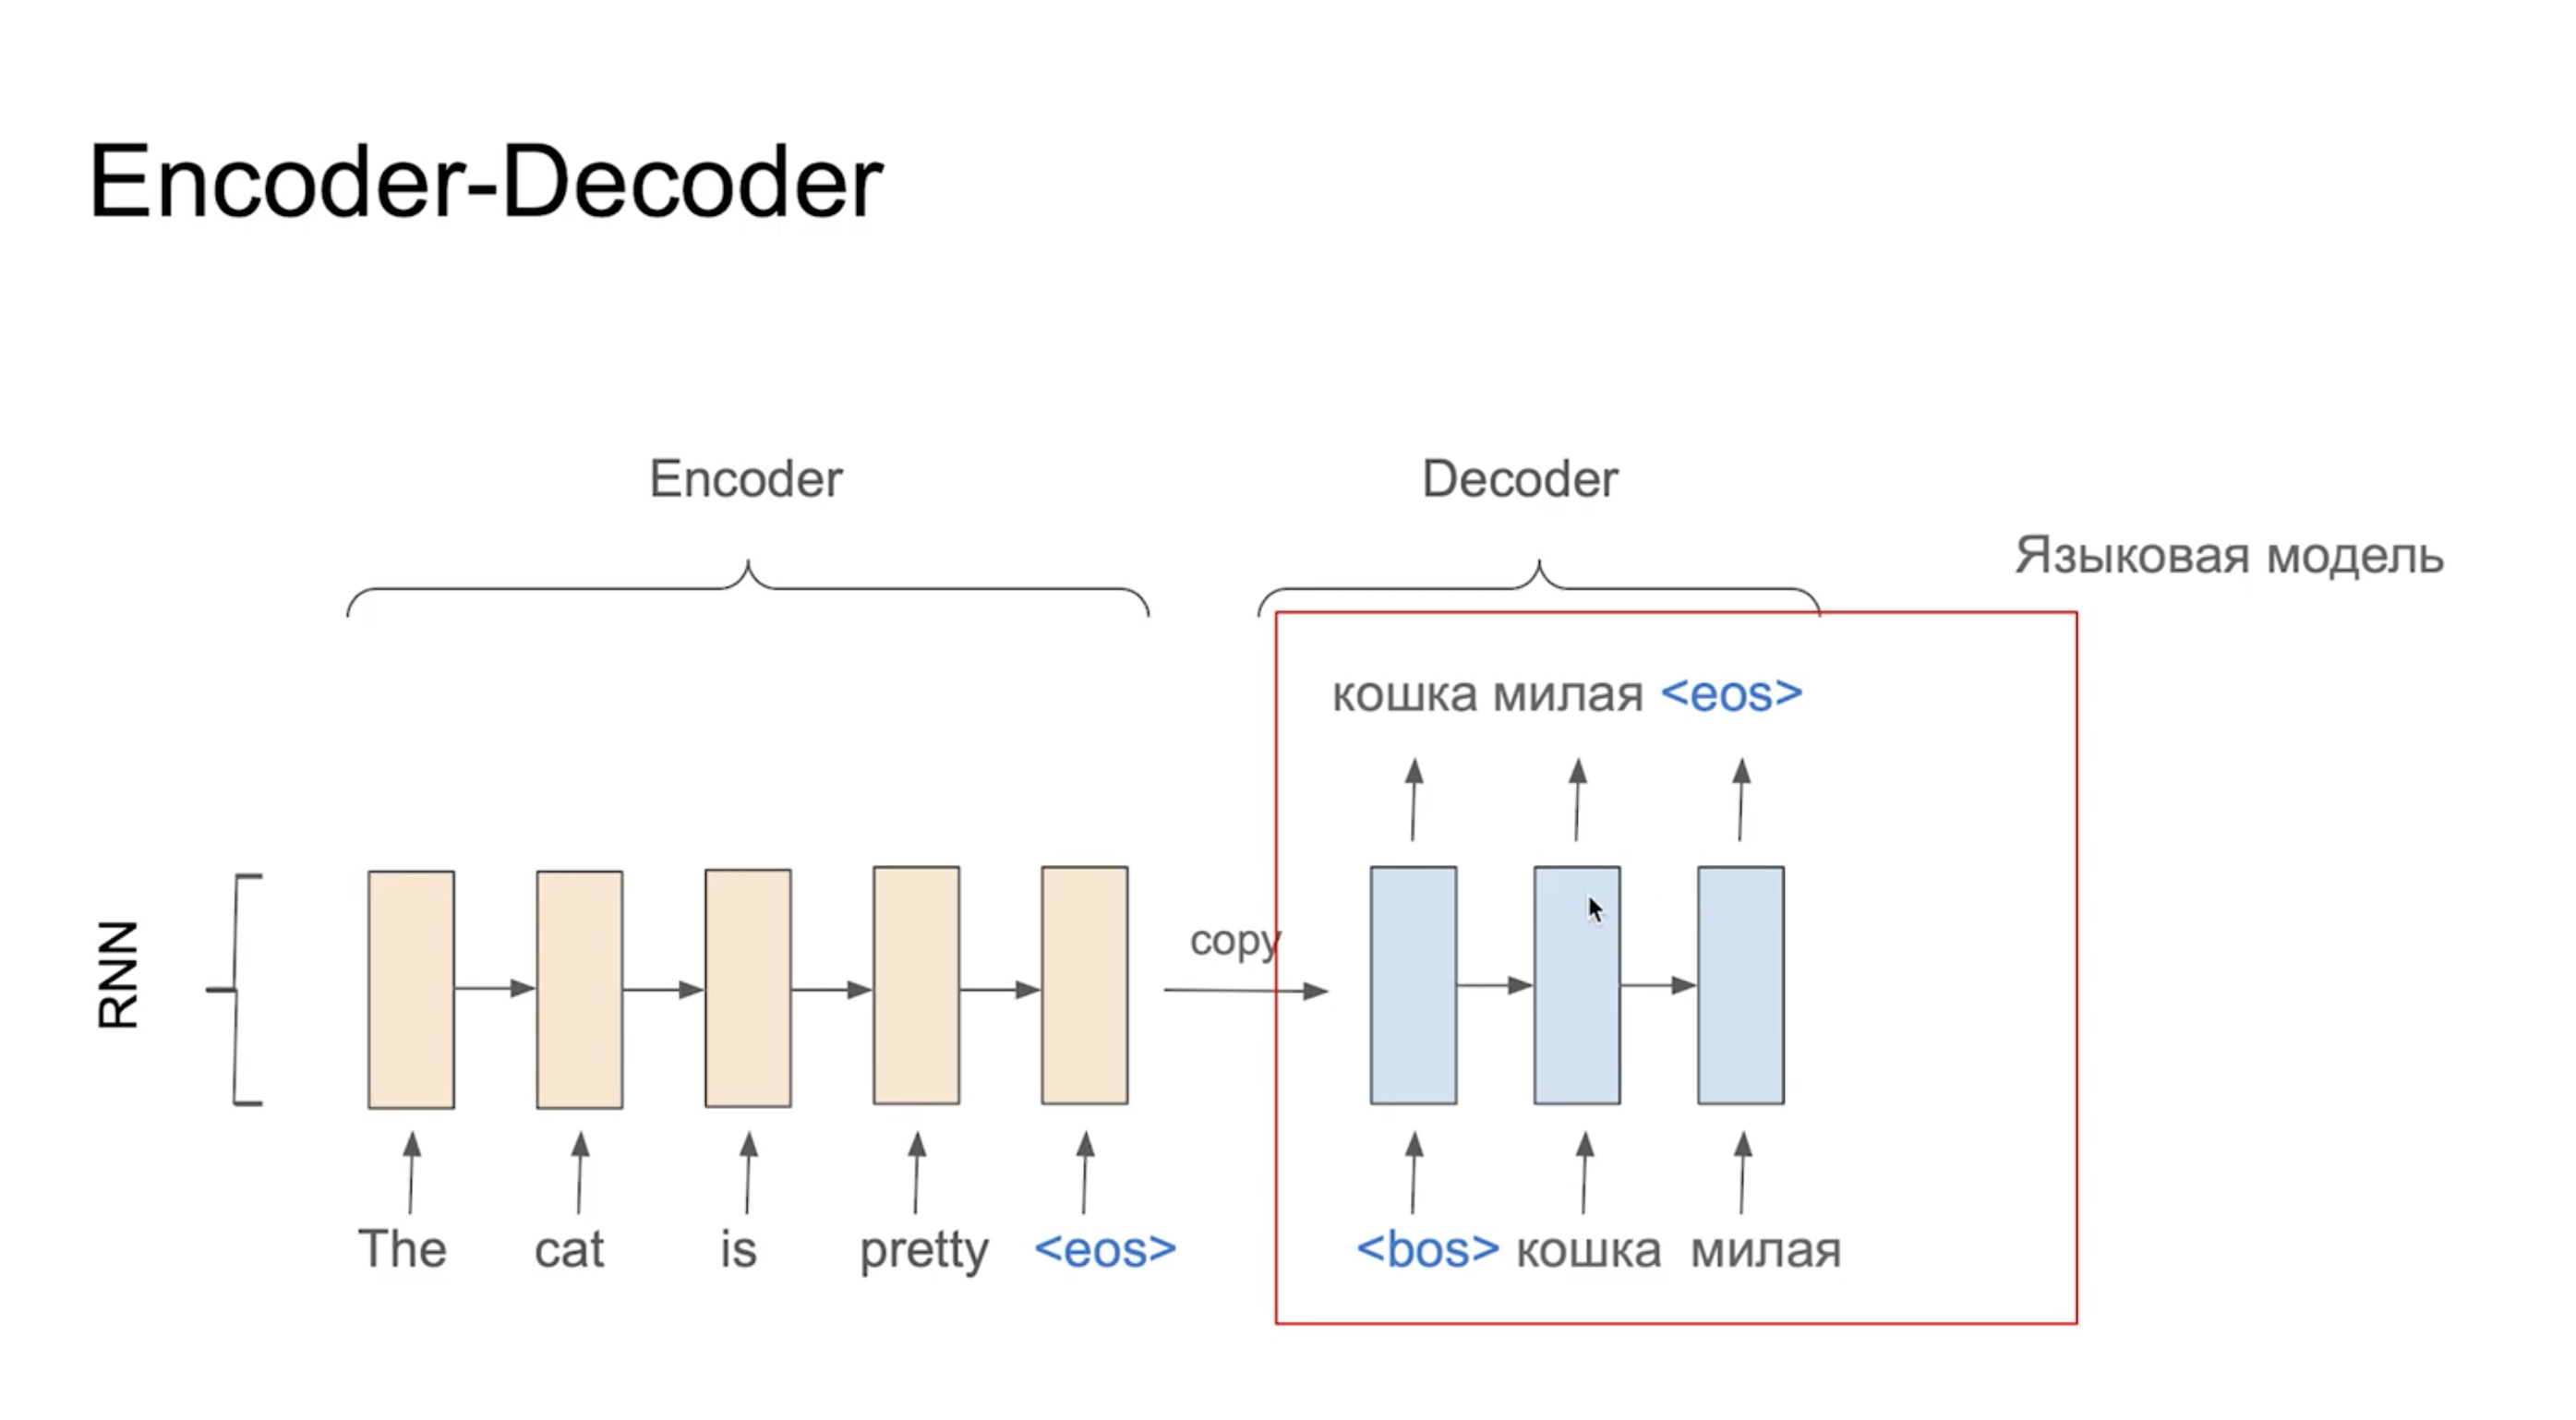 Encoder-Decoder
Encoder
Decoder
Языковая модель
кошка милая <eos>
RNN
copy
The cat is pretty <eos>
<bos> кошка милая